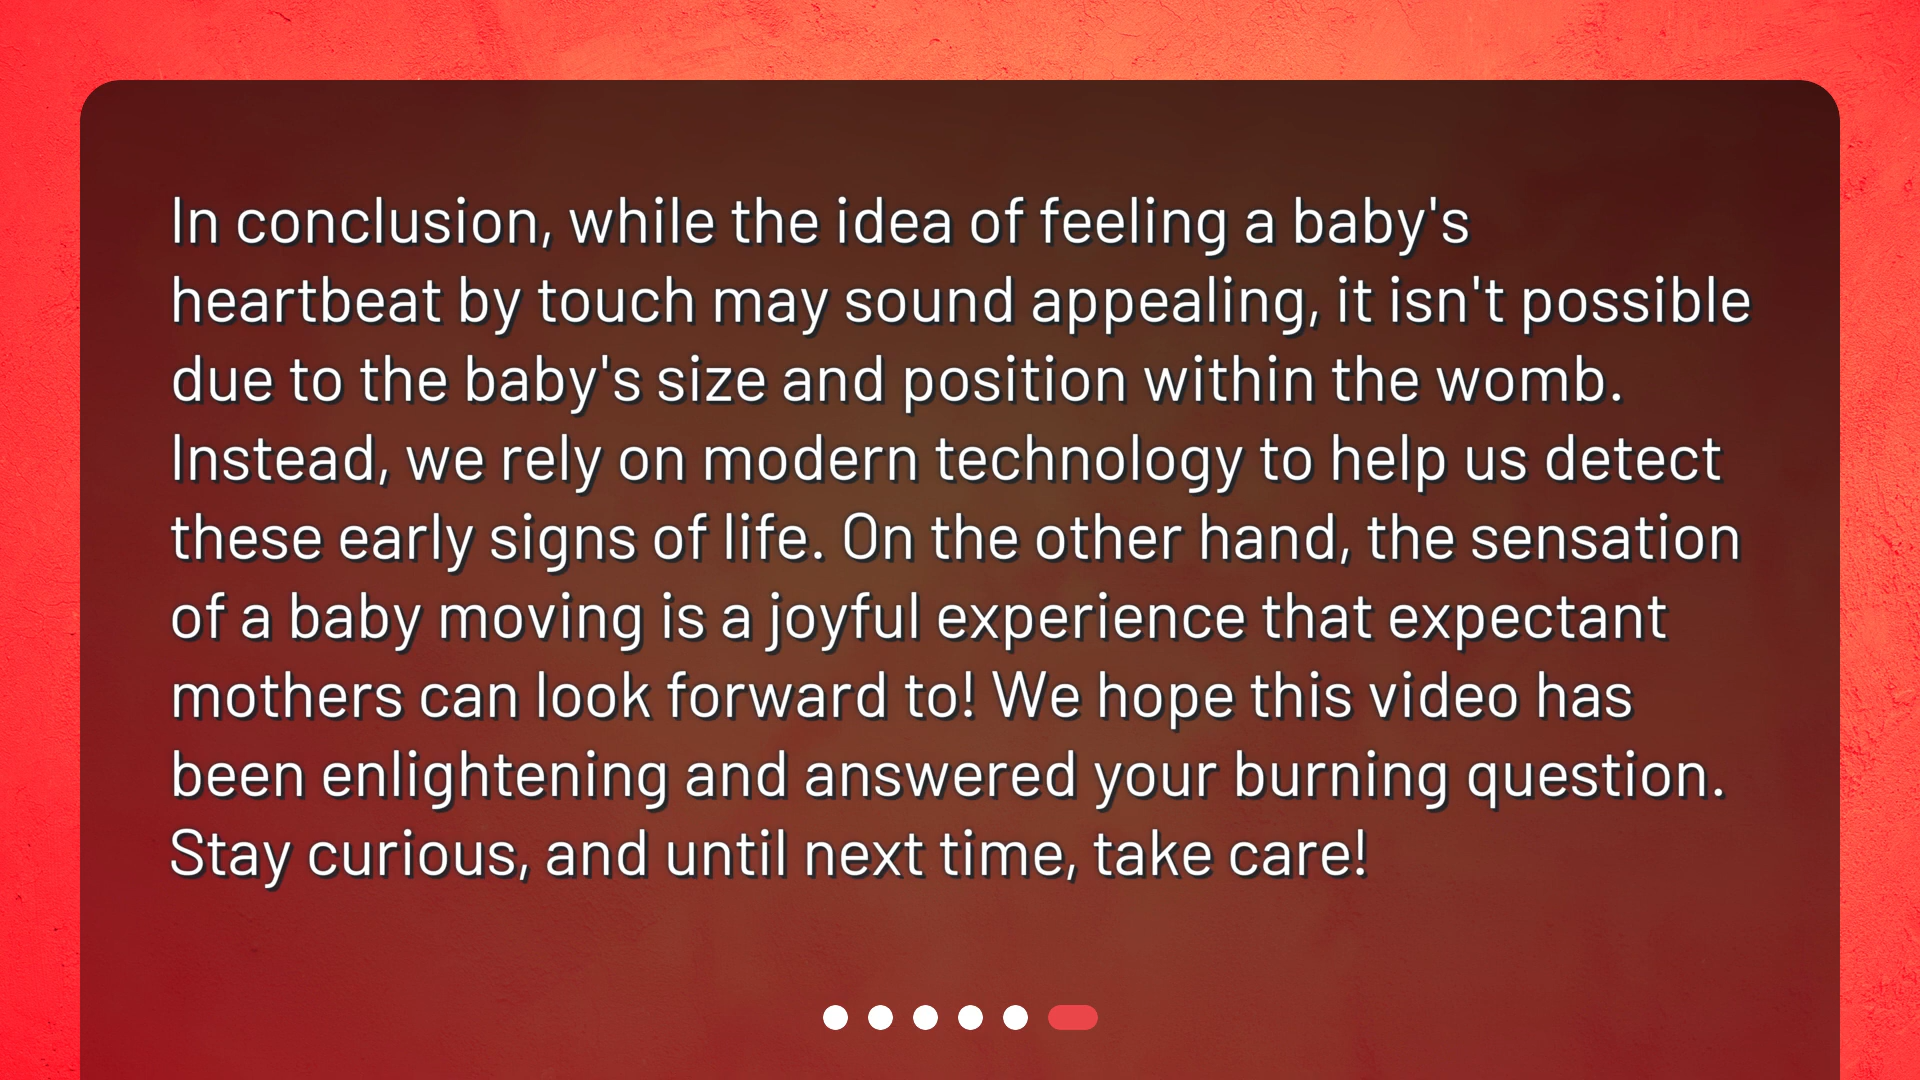 In conclusion, while the idea of feeling a baby's
heartbeat by touch may sound appealing, it isn't possible
due to the baby's size and position within the womb.
Instead, we rely on modern technology to help us detect
these early signs of life. On the other hand, the sensation
of a baby moving is a joyful experience that expectant
mothers can look forward to! We hope this video has
been enlightening and answered your burning question.
Stay curious, and until next time, take care!